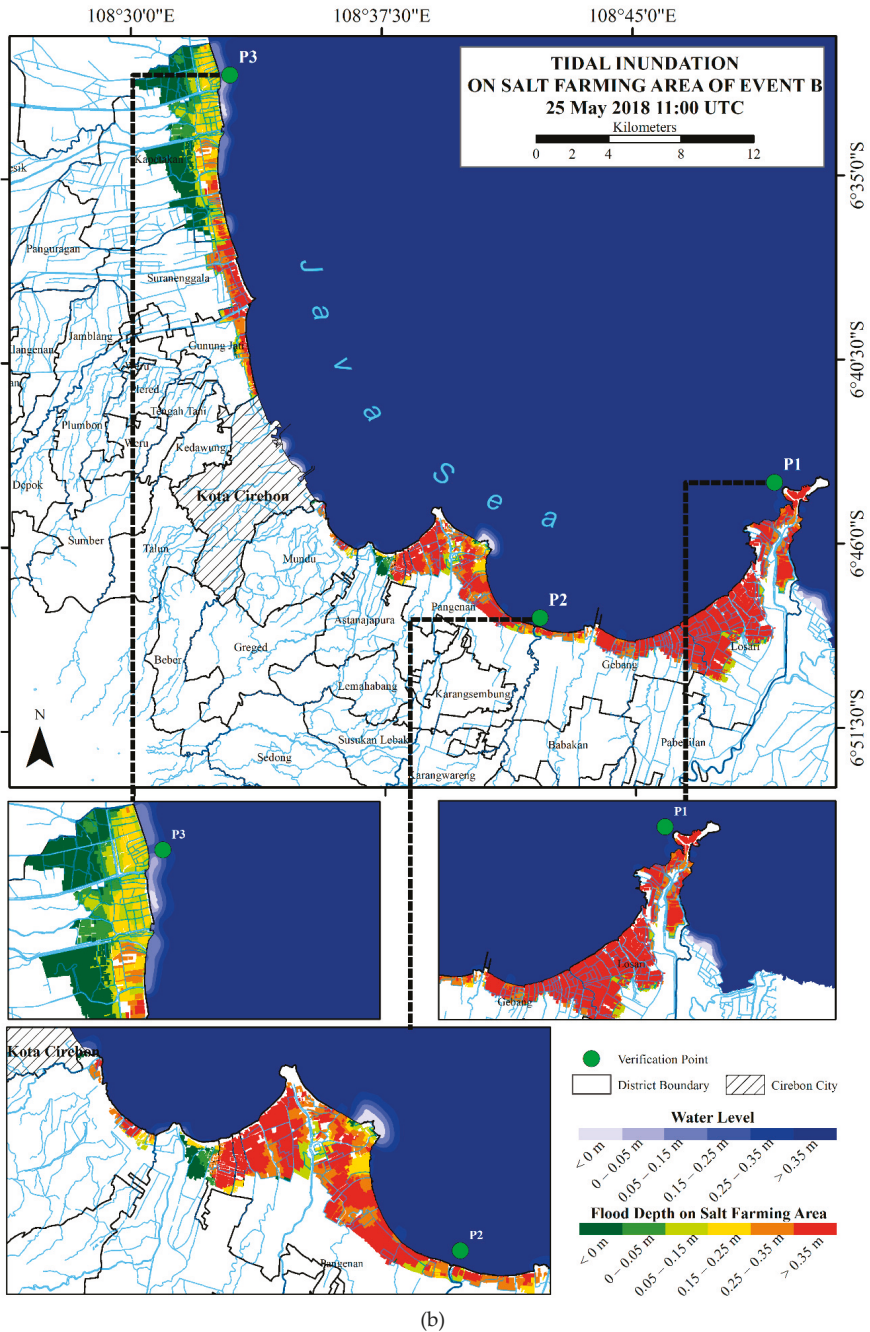 108°30'0"E 108°37'30"E 108°45'0"E
P3
TIDAL INUNDATION
ON SALT FARMING AREA OF EVENT B
25 May 2018 11:00 UTC
Kilometers
0 2 4 8 12
6°35'0"S
6°40'30"S
6°46'0"S
6°51'30"S
sik
Kapetakan
Panguragan
Suranenggala
Jamblang
Gunung Jati
langenan
Weru
Plered
an
Tengah Tani
Plumbon
Weru
Kedawung
Depok
Kota Cirebon
Sumber
Talun
Mundu
Java Sea
P1
P2
Pangenan
Astanajapura
Losari
Beber
Greged
Gebang
Lemahabang
Karangsembung
Susukan Lebak
Babakan
Pabedilan
Sedong
Karangwareng
N
P3
P1
Losari
Gebang
Kota Cirebon
P2
Pangenan
Verification Point
District Boundary
Cirebon City
Water Level
< 0 m
0 – 0.05 m
0.05 – 0.15 m
0.15 – 0.25 m
0.25 – 0.35 m
> 0.35 m
Flood Depth on Salt Farming Area
< 0 m
0 – 0.05 m
0.05 – 0.15 m
0.15 – 0.25 m
0.25 – 0.35 m
> 0.35 m
(b)